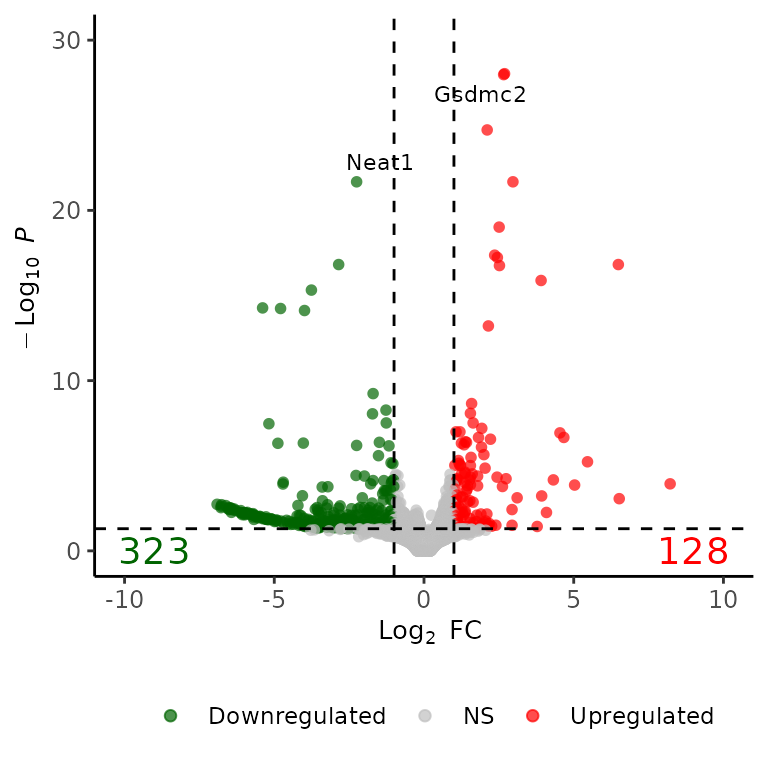 30
Gsdmc2
Neat1
20
− Log₁₀ P
10
0
323
128
-10 -5 0 5 10
Log₂ FC
Downregulated NS Upregulated